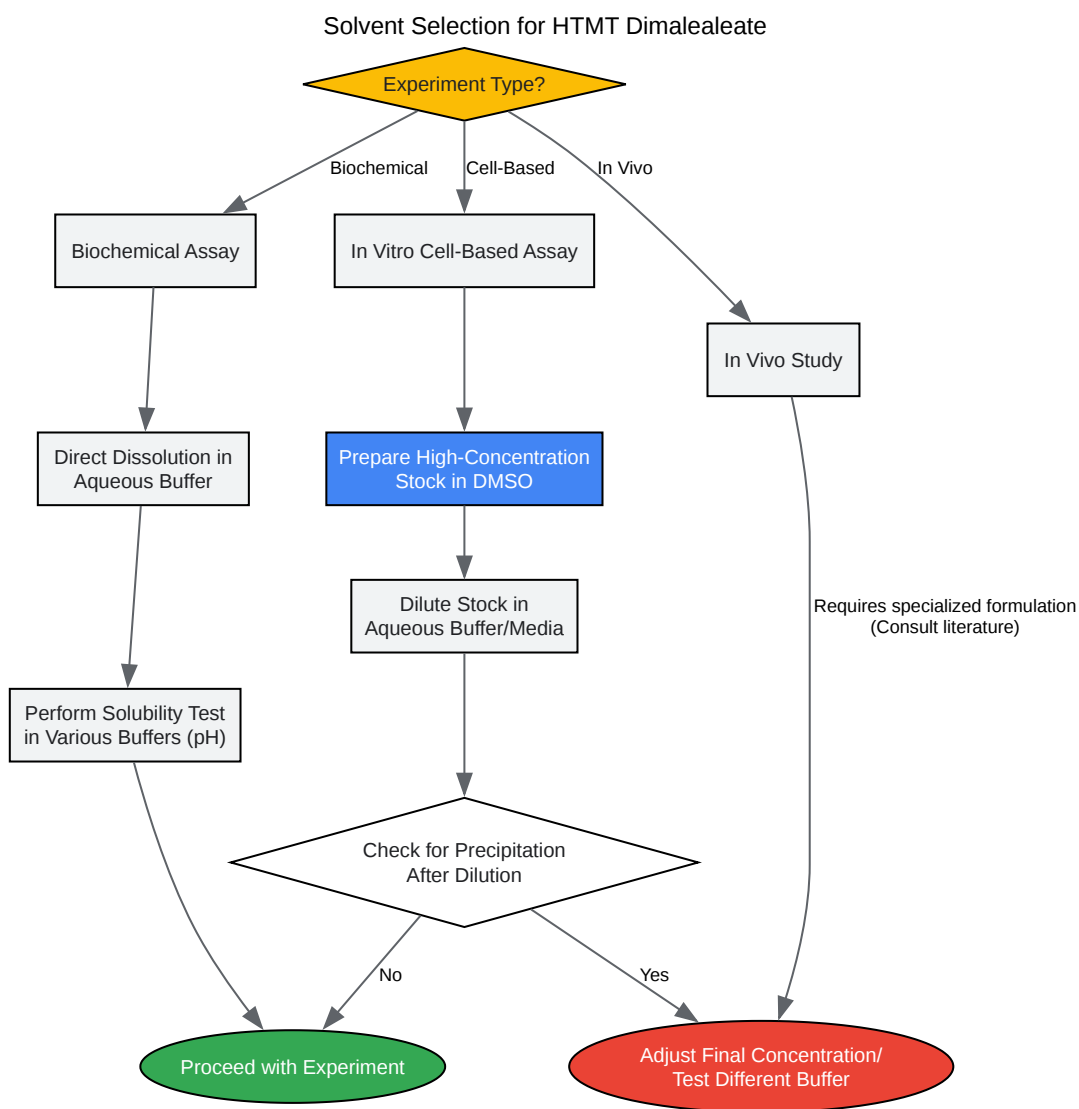 Solvent Selection for HTMT Dimalealeate
Experiment Type?
Biochemical
Cell-Based
In Vivo
Biochemical Assay
In Vitro Cell-Based Assay
In Vivo Study
Direct Dissolution in
Aqueous Buffer
Prepare High-Concentration
Stock in DMSO
Dilute Stock in
Aqueous Buffer/Media
Requires specialized formulation
(Consult literature)
Perform Solubility Test
in Various Buffers (pH)
Check for Precipitation
After Dilution
No
Yes
Proceed with Experiment
Adjust Final Concentration/
Test Different Buffer